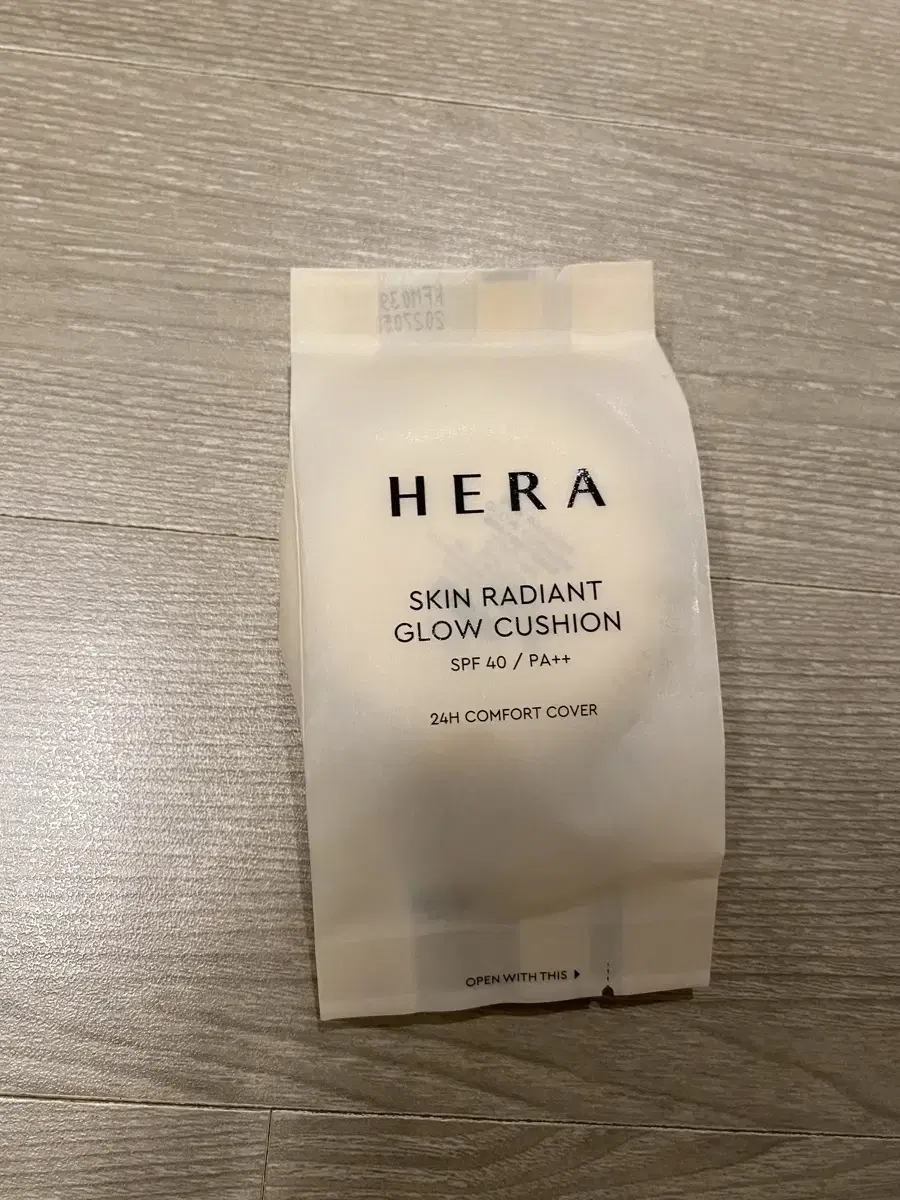 HERA
SKIN RADIANT
GLOW CUSHION
SPF 40 / PA++
24H COMFORT COVER
OPEN WITH THIS ▶